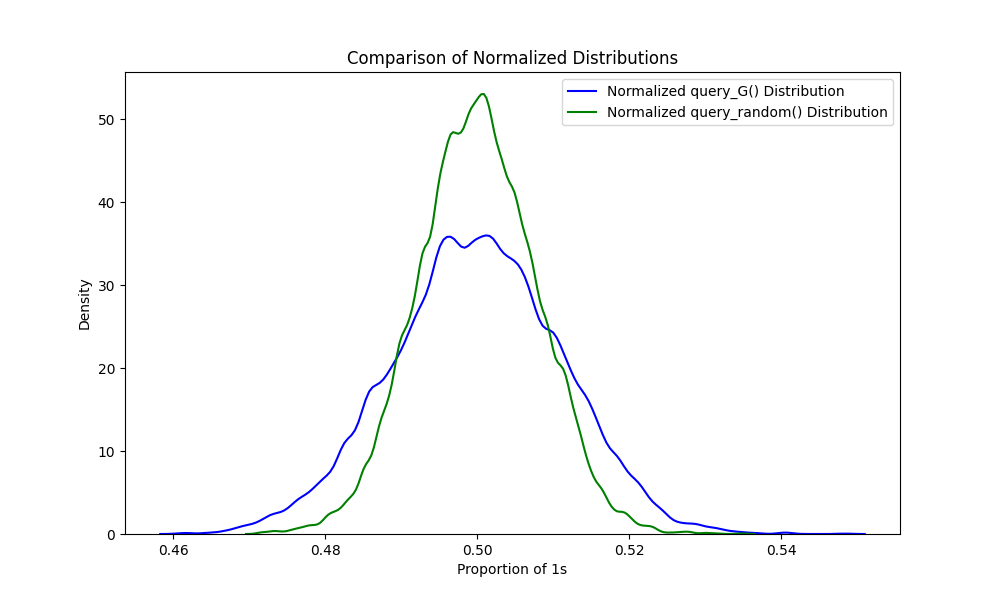 Comparison of Normalized Distributions
Normalized query_G() Distribution
Normalized query_random() Distribution
Density
50
40
30
20
10
0
0.46 0.48 0.50 0.52 0.54
Proportion of 1s